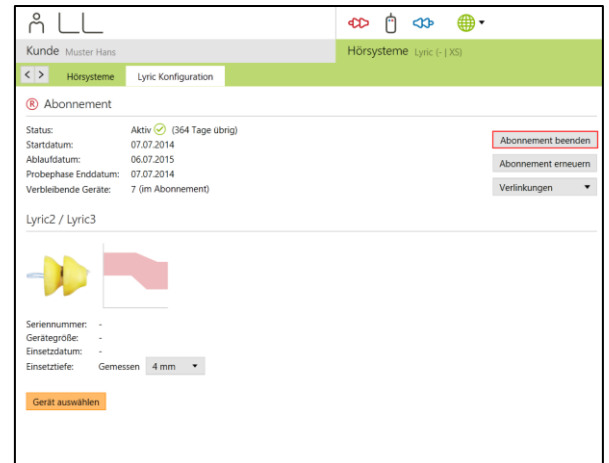 Kunde Muster Hans
Hörsysteme Lyric (- | XS)
< > Hörsysteme Lyric Konfiguration
R Abonnement
Status: Aktiv (364 Tage übrig)
Startdatum: 07.07.2014
Ablaufdatum: 06.07.2015
Probephase Enddatum: 07.07.2014
Verbleibende Geräte: 7 (im Abonnement)
Abonnement beenden
Abonnement erneuern
Verlinkungen
Lyric2 / Lyric3
Seriennummer: -
Gerätegröße: -
Einsetzdatum: -
Einsetztiefe: Gemessen 4 mm
Gerät auswählen